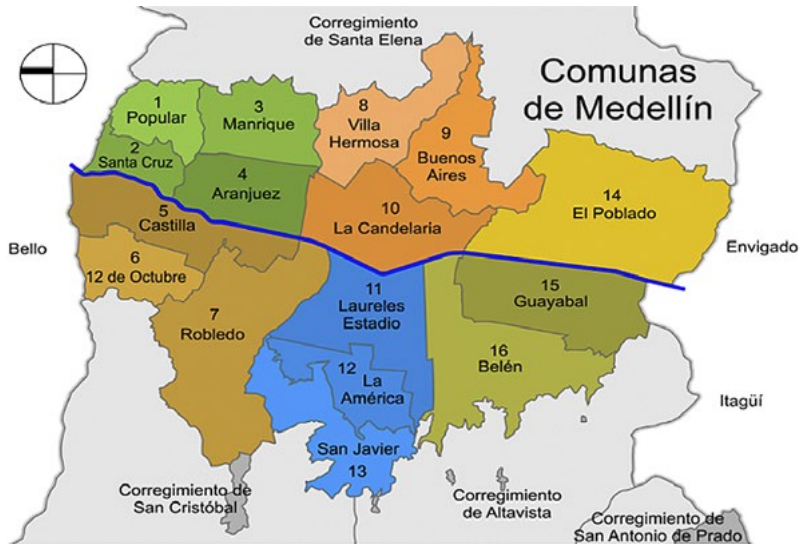 Corregimiento
de Santa Elena
Comunas
de Medellín
1
Popular
3
Manrique
8
Villa
Hermosa
9
Buenos
Aires
2
Santa Cruz
4
Aranjuez
14
El Poblado
5
Castilla
10
La Candelaria
Bello
Envigado
6
12 de Octubre
7
Robledo
11
Laureles
Estadio
15
Guayabal
12
La
América
16
Belén
Itagüí
San Javier
13
Corregimiento de
San Cristóbal
Corregimiento
de Altavista
Corregimiento de
San Antonio de Prado